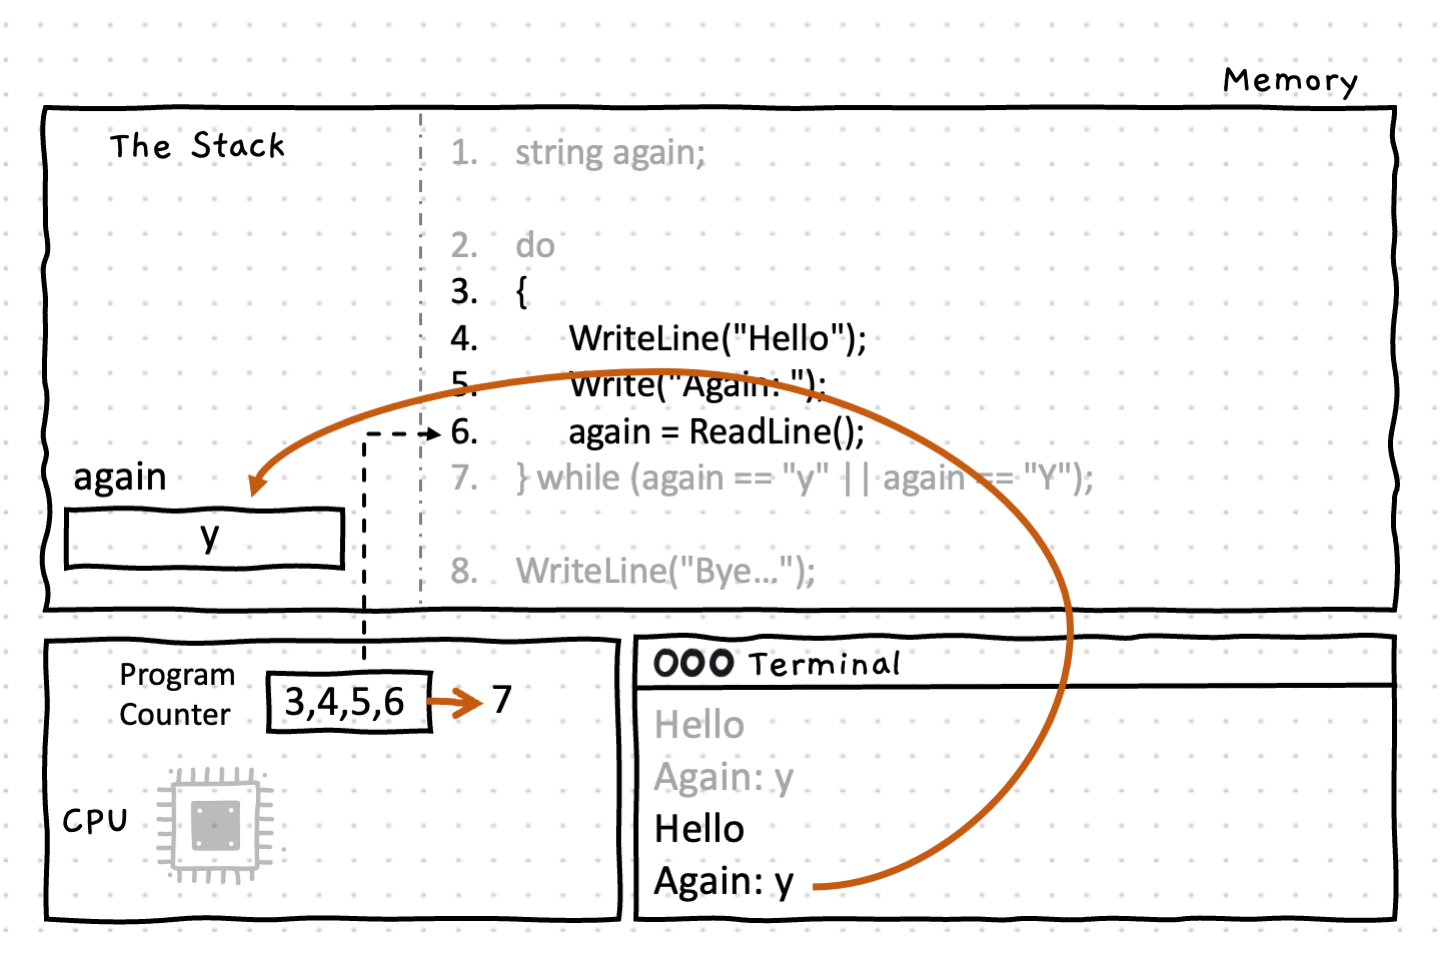 Memory
The Stack
1. string again;
2. do
3. {
4. WriteLine("Hello");
5. Write("Again: ");
6. again = ReadLine();
7. } while (again == "y" || again == "Y");
8. WriteLine("Bye...");
again
y
Program
Counter
3,4,5,6
7
CPU
Terminal
Hello
Again: y
Hello
Again: y